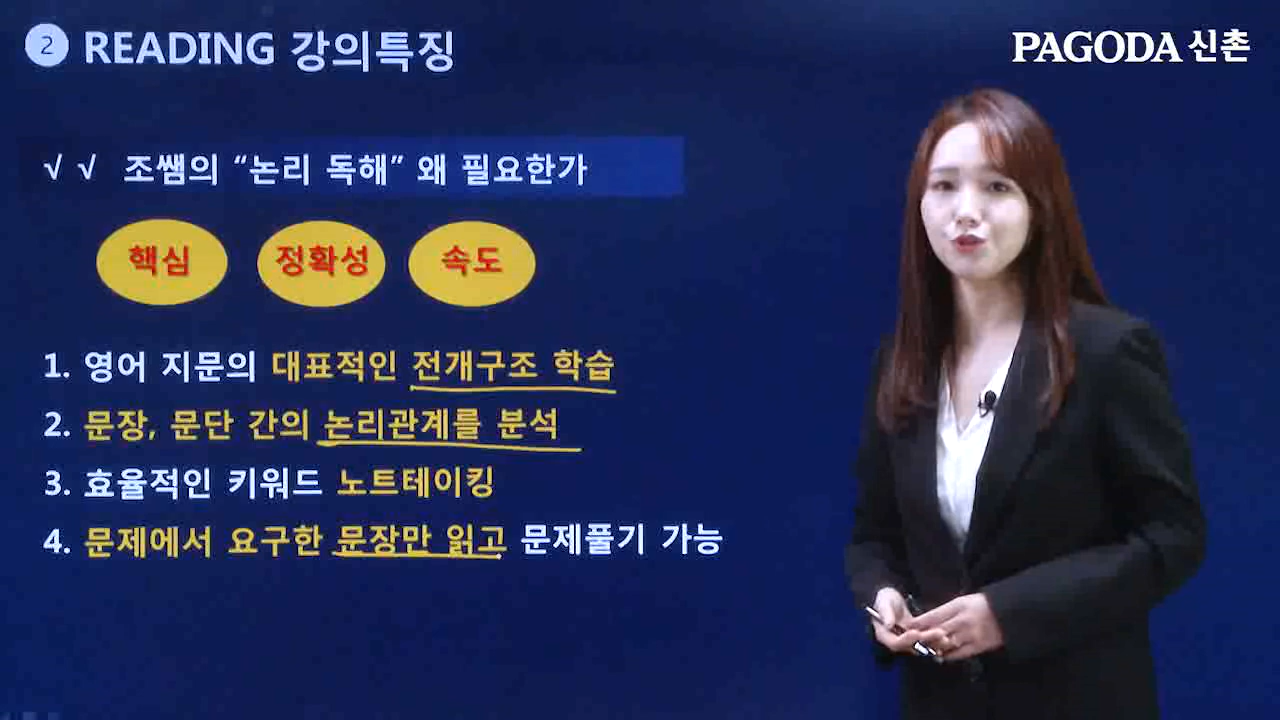 2 READING 강의특징
PAGODA 신촌
√ √ 조쌤의 “논리 독해” 왜 필요한가
핵심 정확성 속도
1. 영어 지문의 대표적인 전개구조 학습
2. 문장, 문단 간의 논리관계를 분석
3. 효율적인 키워드 노트테이킹
4. 문제에서 요구한 문장만 읽고 문제풀기 가능